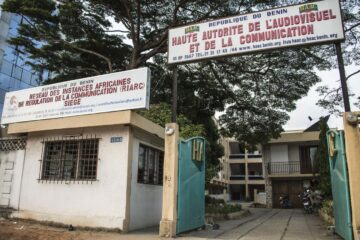 REPUBLIQUE DU BENIN
RESEAU DES INSTANCES AFRICAINES
DE REGULATION DE LA COMMUNICATION (RIARC)
SIEGE
REPUBLIQUE DU BENIN
HAUTE AUTORITE DE L'AUDIOVISUEL
ET DE LA COMMUNICATION